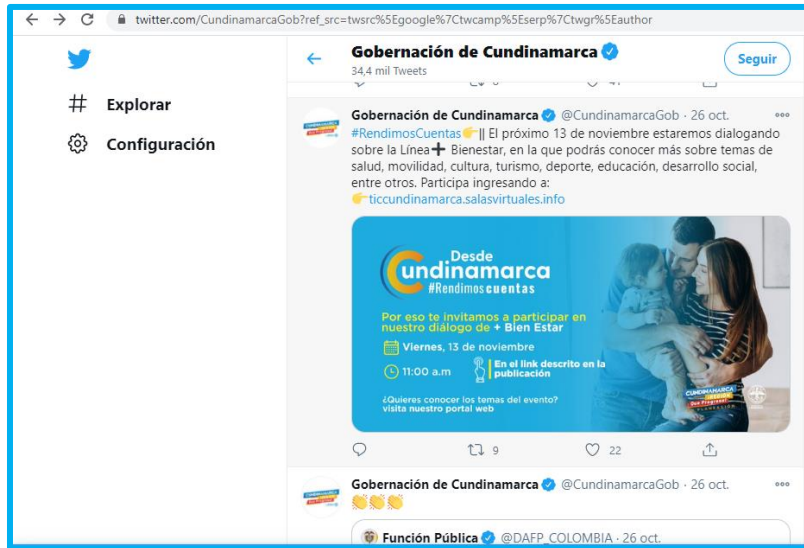 twitter.com/CundinamarcaGob?ref_src=twsrc%5Egoogle%7Ctwcamp%5Eserp%7Ctwgr%5Eauthor
Gobernación de Cundinamarca
34,4 mil Tweets
Seguir
Explorar
Configuración
Gobernación de Cundinamarca @CundinamarcaGob · 26 oct.
#RendimosCuentas👉|| El próximo 13 de noviembre estaremos dialogando
sobre la Línea➕ Bienestar, en la que podrás conocer más sobre temas de
salud, movilidad, cultura, turismo, deporte, educación, desarrollo social,
entre otros. Participa ingresando a:
👉ticcundinamarca.salasvirtuales.info
Desde
Cundinamarca
#Rendimoscuentas
Por eso te invitamos a participar en
nuestro diálogo de + Bien Estar
Viernes, 13 de noviembre
11:00 a.m
En el link descrito en la
publicación
¿Quieres conocer los temas del evento?
visita nuestro portal web
CUNDINAMARCA
¡REGIÓN
Que Progresa!
9
22
Gobernación de Cundinamarca @CundinamarcaGob · 26 oct.
👏👏👏
Función Pública @DAFP_COLOMBIA · 26 oct.